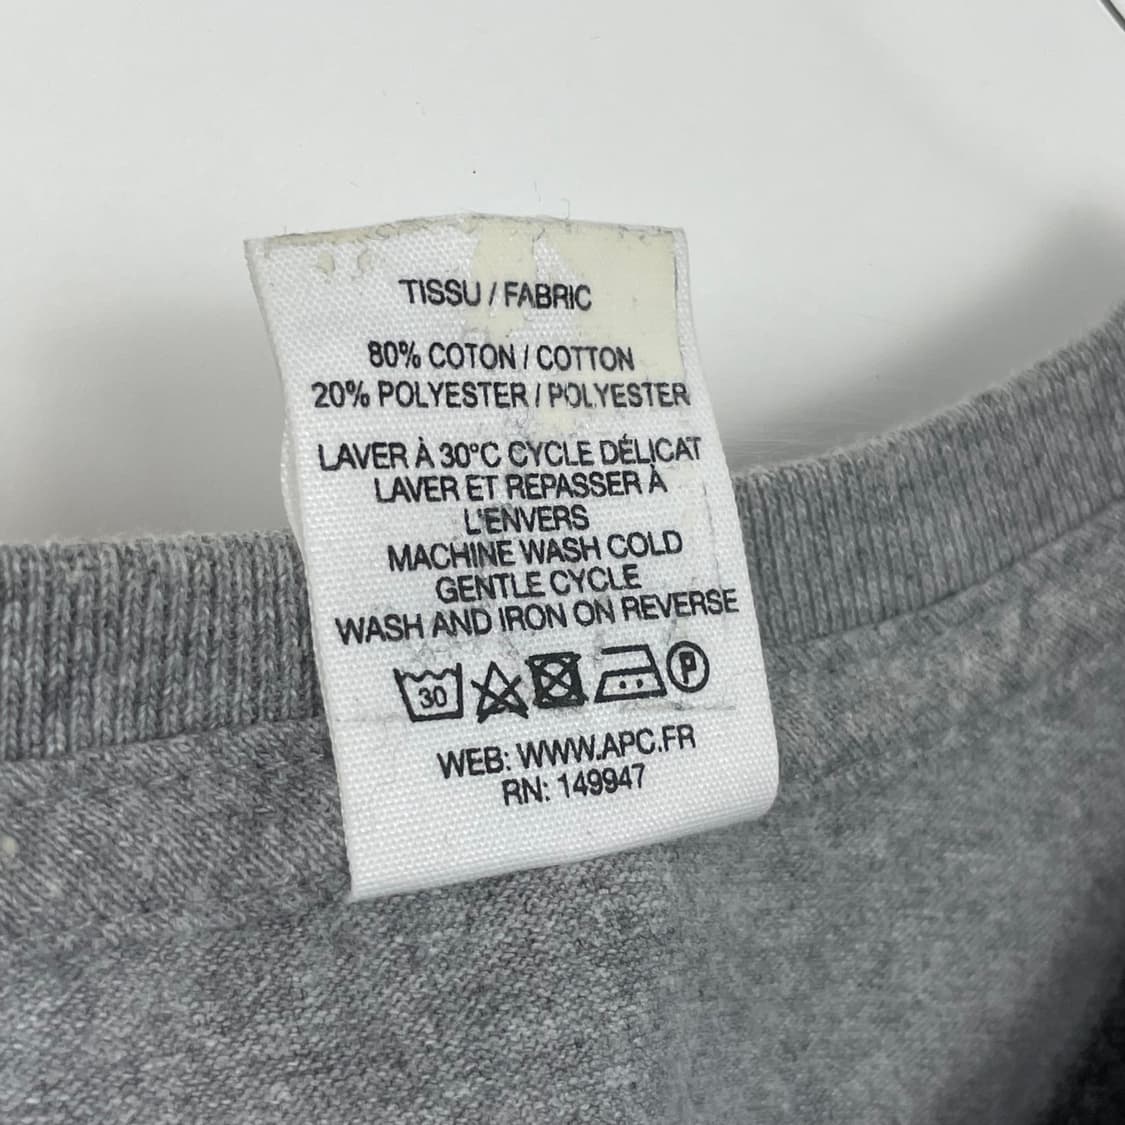 TISSU / FABRIC
80% COTON / COTTON
20% POLYESTER / POLYESTER
LAVER À 30°C CYCLE DÉLICAT
LAVER ET REPASSER À
L'ENVERS
MACHINE WASH COLD
GENTLE CYCLE
WASH AND IRON ON REVERSE
30 P
WEB: WWW.APC.FR
RN: 149947